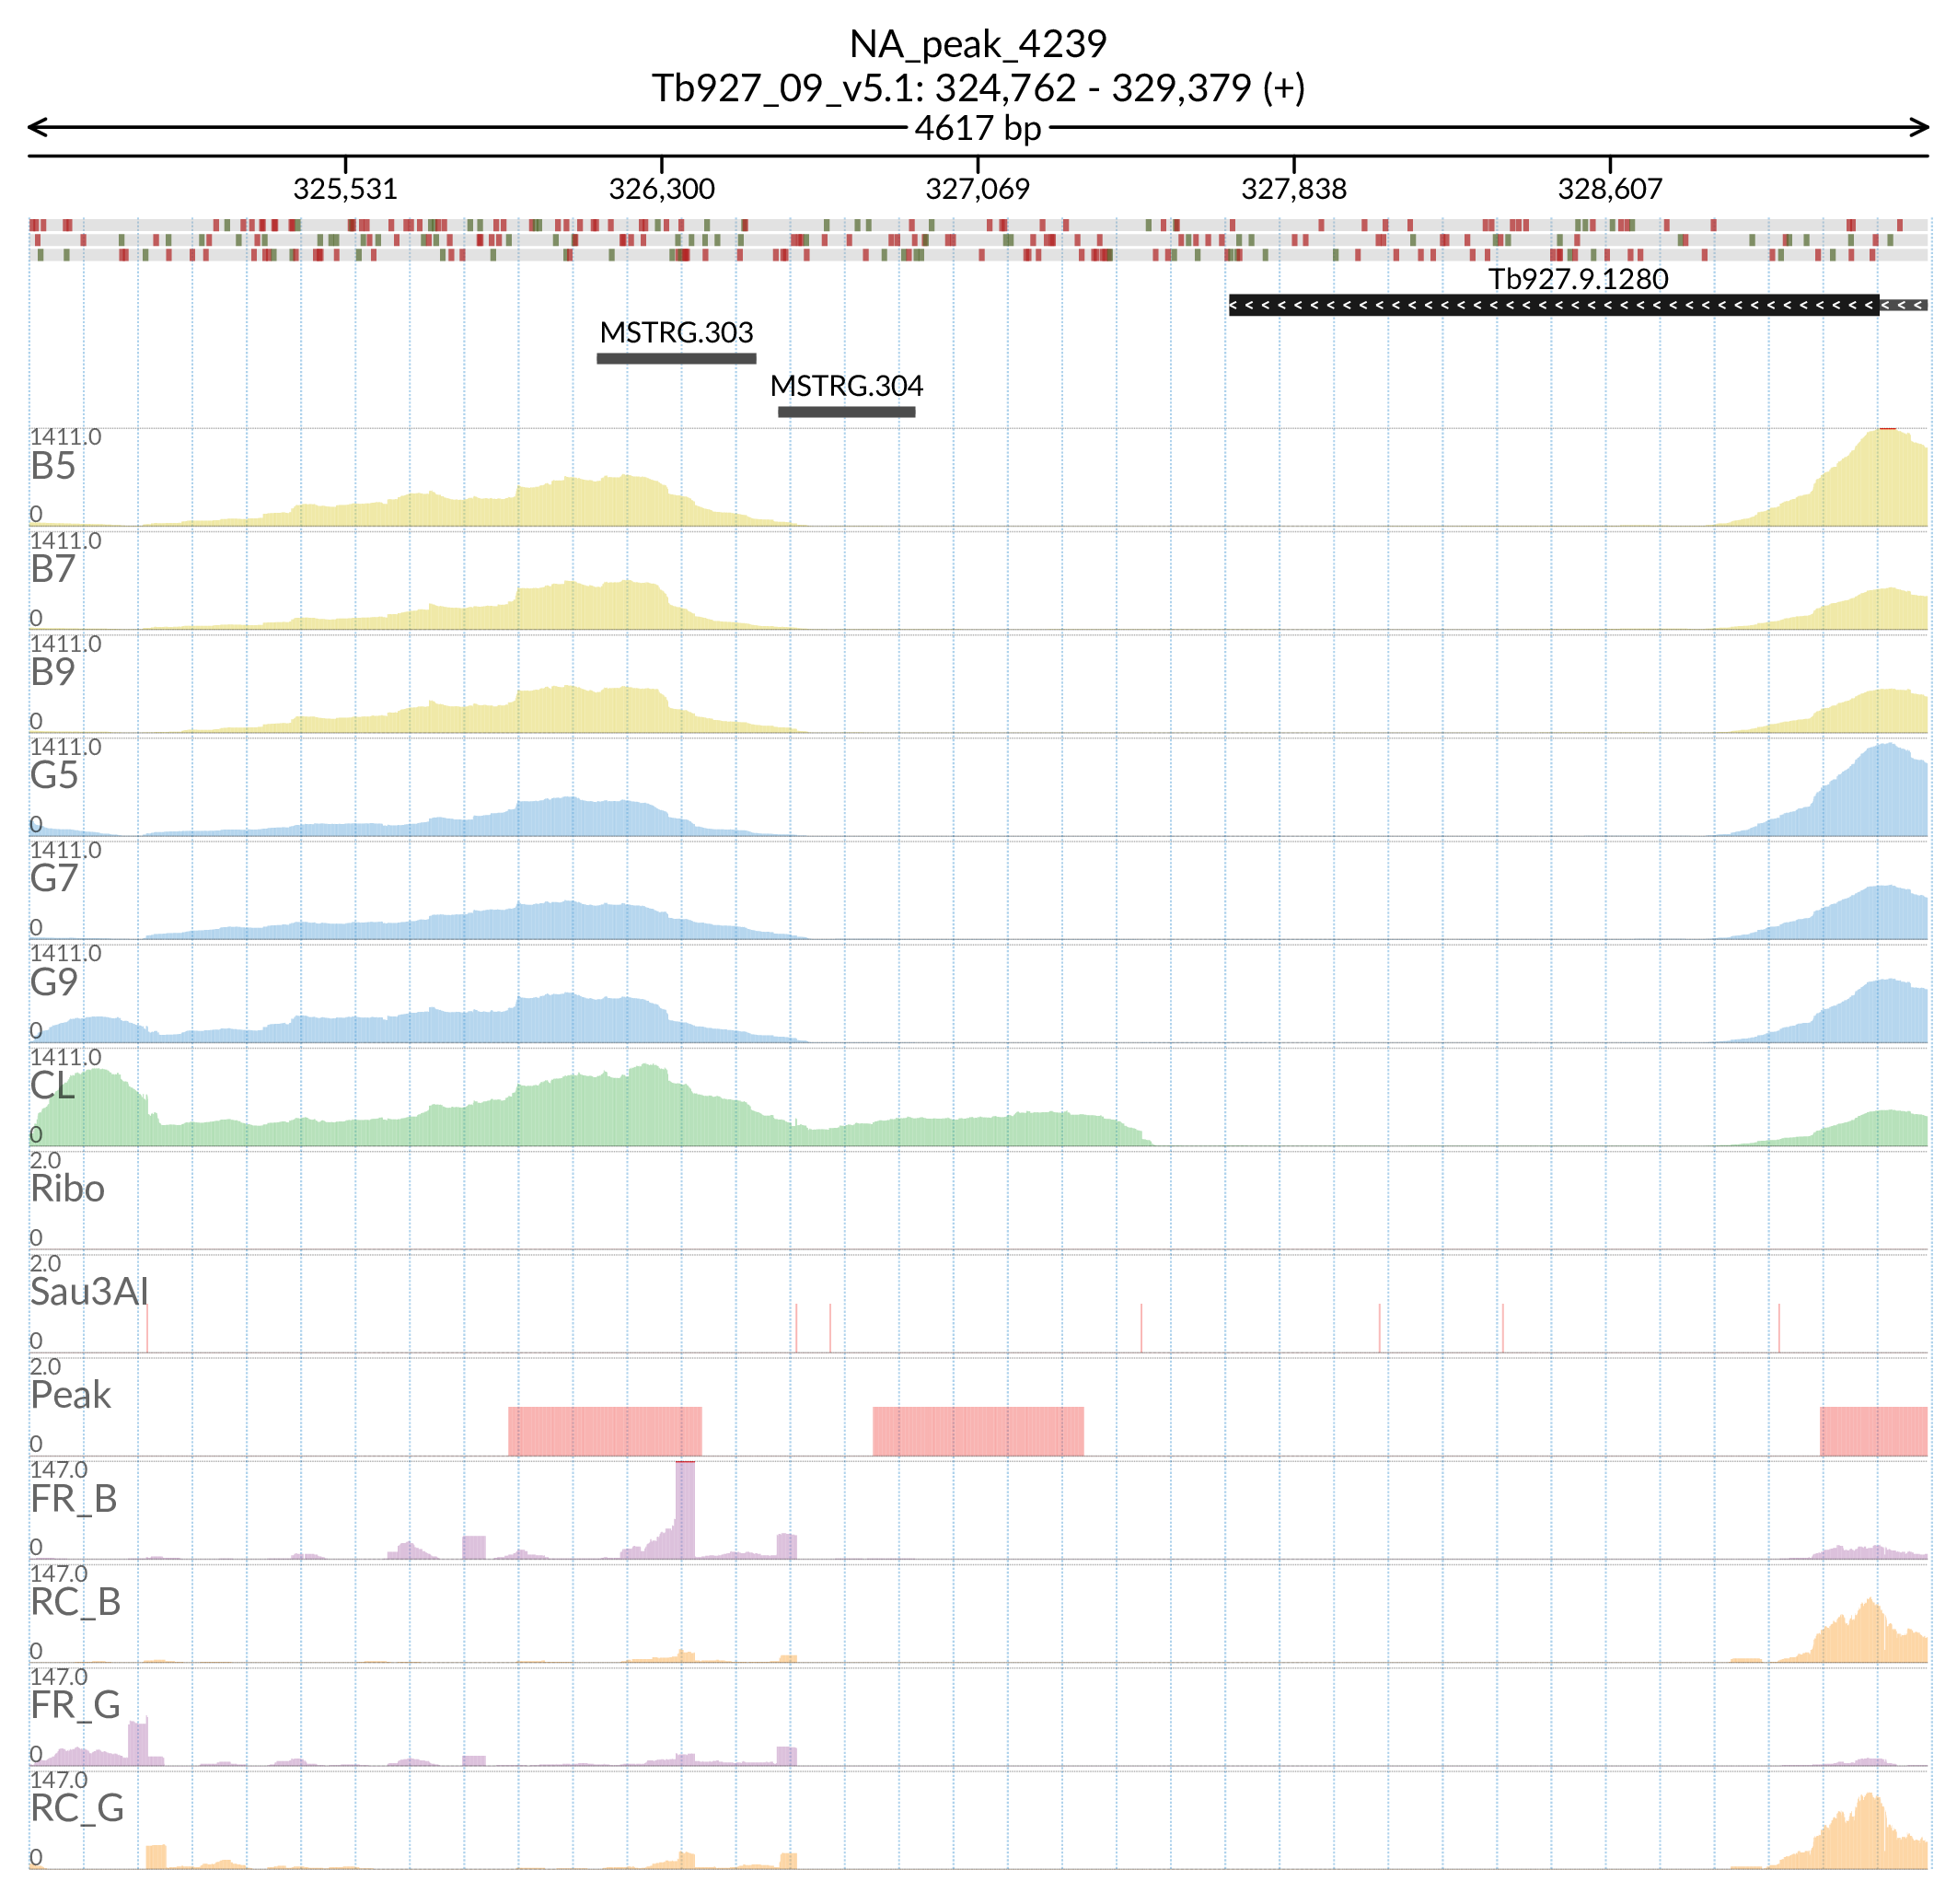 NA_peak_4239
Tb927_09_v5.1: 324,762 - 329,379 (+)
4617 bp
325,531 326,300 327,069 327,838 328,607
Tb927.9.1280
MSTRG.303
MSTRG.304
1411.0
B5
0
1411.0
B7
0
1411.0
B9
0
1411.0
G5
0
1411.0
G7
0
1411.0
G9
0
1411.0
CL
0
2.0
Ribo
0
2.0
Sau3AI
0
2.0
Peak
0
147.0
FR_B
0
147.0
RC_B
0
147.0
FR_G
0
147.0
RC_G
0